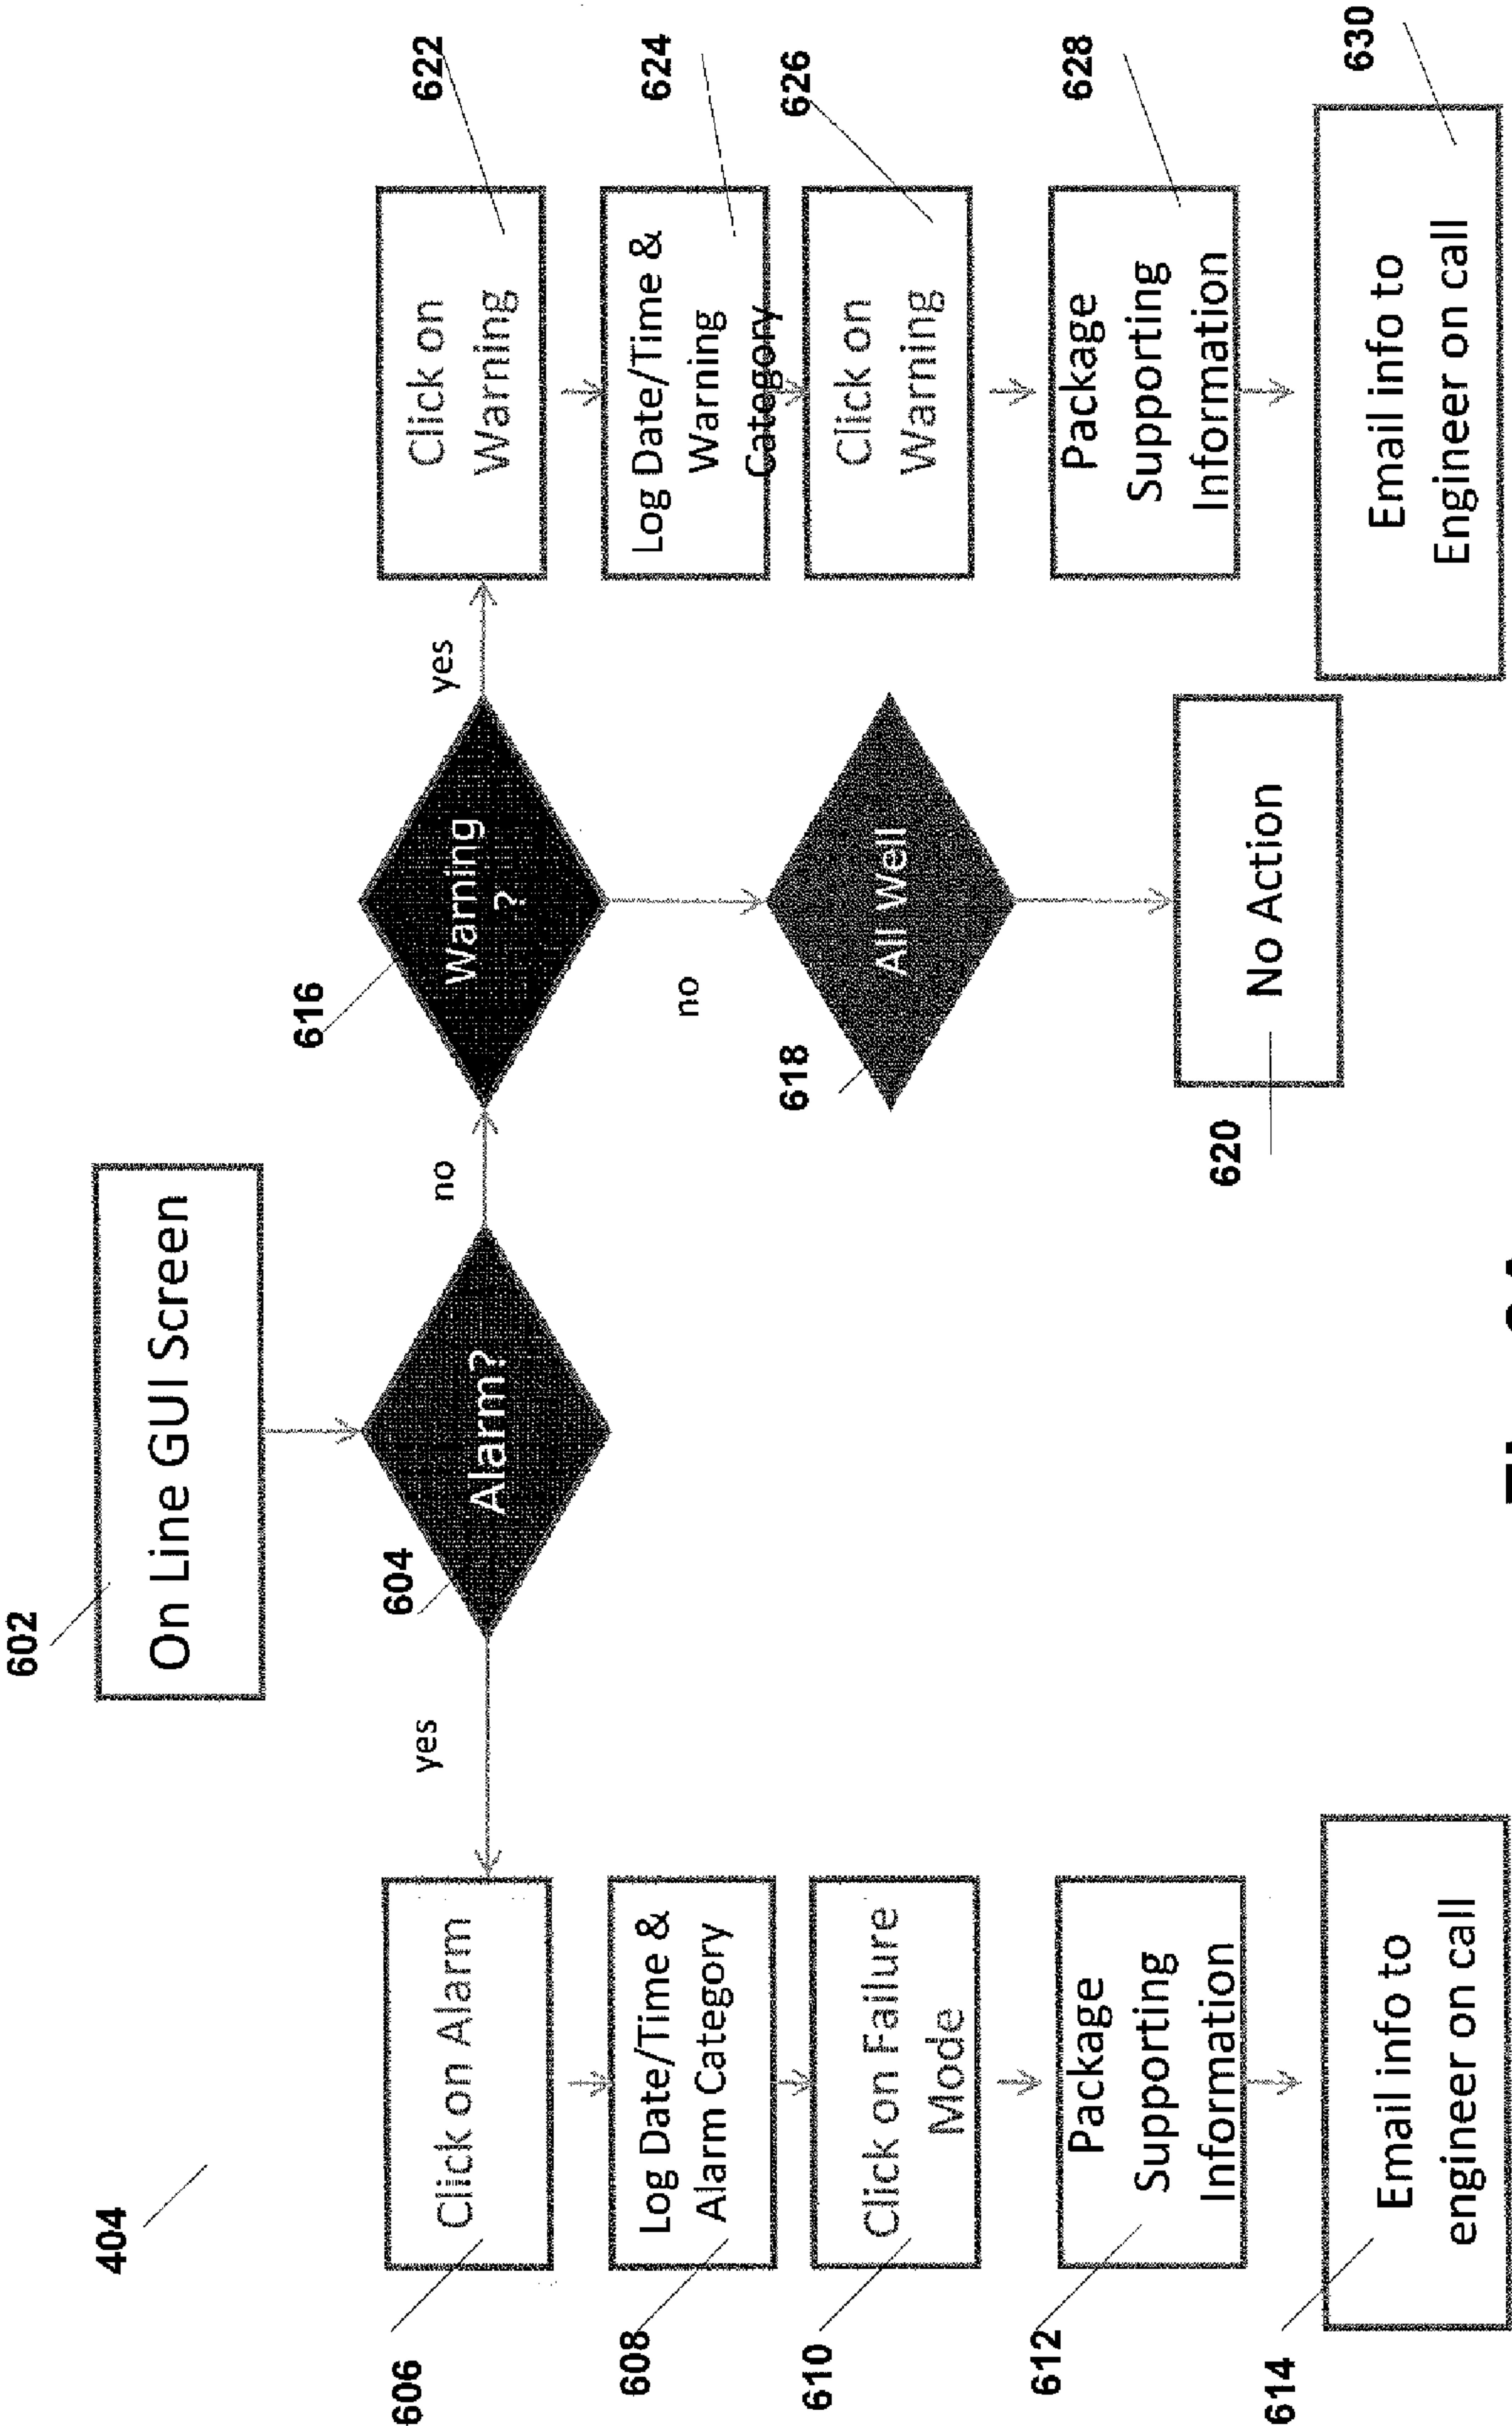 602
On Line GUI Screen
404
604
Alarm?
yes
no
616
Warning
?
yes
no
606
Click on Alarm
608
Log Date/Time &
Alarm Category
610
Click on Failure
Mode
612
Package
Supporting
Information
614
Email info to
engineer on call
618
All Well
620
No Action
622
Click on
Warning
624
Log Date/Time &
Warning
Category
626
Click on
Warning
628
Package
Supporting
Information
630
Email info to
Engineer on call